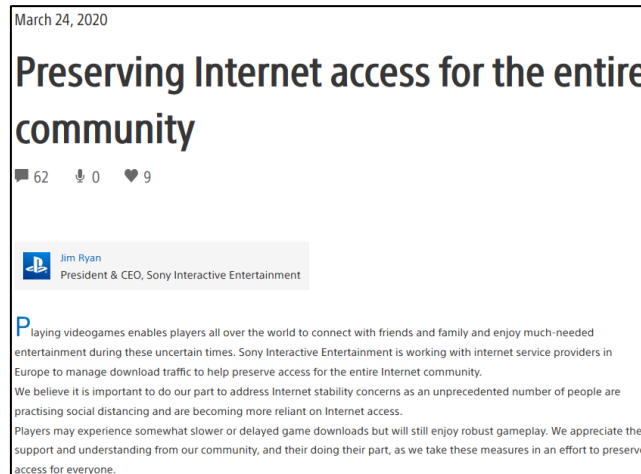 March 24, 2020
Preserving Internet access for the entire
community
62 0 9
Jim Ryan
President & CEO, Sony Interactive Entertainment
Playing videogames enables players all over the world to connect with friends and family and enjoy much-needed
entertainment during these uncertain times. Sony Interactive Entertainment is working with internet service providers in
Europe to manage download traffic to help preserve access for the entire Internet community.
We believe it is important to do our part to address Internet stability concerns as an unprecedented number of people are
practising social distancing and are becoming more reliant on Internet access.
Players may experience somewhat slower or delayed game downloads but will still enjoy robust gameplay. We appreciate the
support and understanding from our community, and their doing their part, as we take these measures in an effort to preserve
access for everyone.